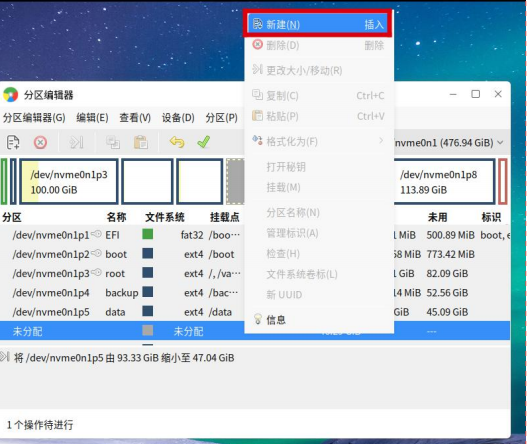 新建(N) 插入
删除(D) 删除
更改大小/移动(R)
复制(C) Ctrl+C
粘贴(P) Ctrl+V
格式化为(F)
打开秘钥
挂载(M)
分区名称(N)
管理标识(A)
检查(H)
文件系统卷标(L)
新 UUID
信息
分区编辑器
分区编辑器(G) 编辑(E) 查看(V) 设备(D) 分区(P)
nvme0n1 (476.94 GiB)
/dev/nvme0n1p3
100.00 GiB
/dev/nvme0n1p8
113.89 GiB
分区 名称 文件系统 挂载点 未用 标识
/dev/nvme0n1p1 EFI fat32 /boo··· MiB 500.89 MiB boot, e
/dev/nvme0n1p2 boot ext4 /boot 58 MiB 773.42 MiB
/dev/nvme0n1p3 root ext4 /, /va··· GiB 82.09 GiB
/dev/nvme0n1p4 backup ext4 /bac··· 14 MiB 52.56 GiB
/dev/nvme0n1p5 data ext4 /data GiB 45.09 GiB
未分配 未分配 ---
将 /dev/nvme0n1p5 由 93.33 GiB 缩小至 47.04 GiB
1 个操作待进行